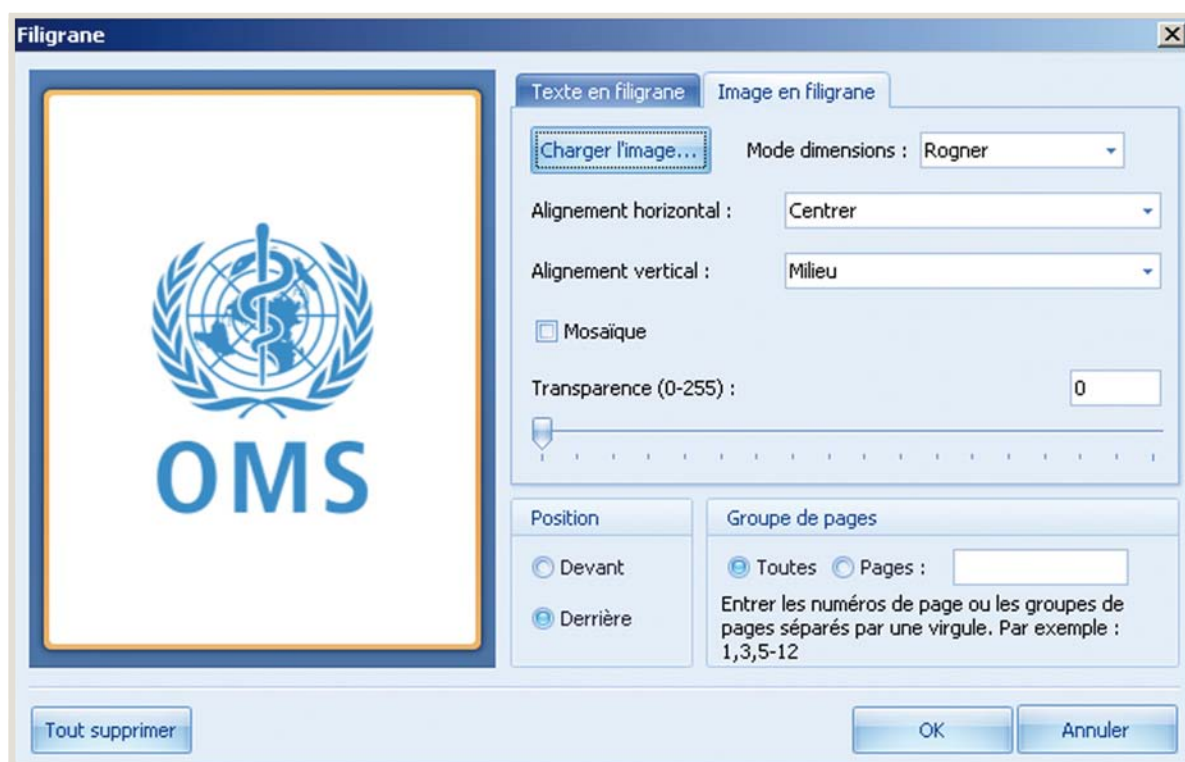 Filigrane
Texte en filigrane Image en filigrane
Charger l'image... Mode dimensions : Rogner
Alignement horizontal : Centrer
Alignement vertical : Milieu
Mosaïque
Transparence (0-255) : 0
OMS
Position
Devant
Derrière
Groupe de pages
Toutes Pages :
Entrer les numéros de page ou les groupes de
pages séparés par une virgule. Par exemple :
1,3,5-12
Tout supprimer OK Annuler